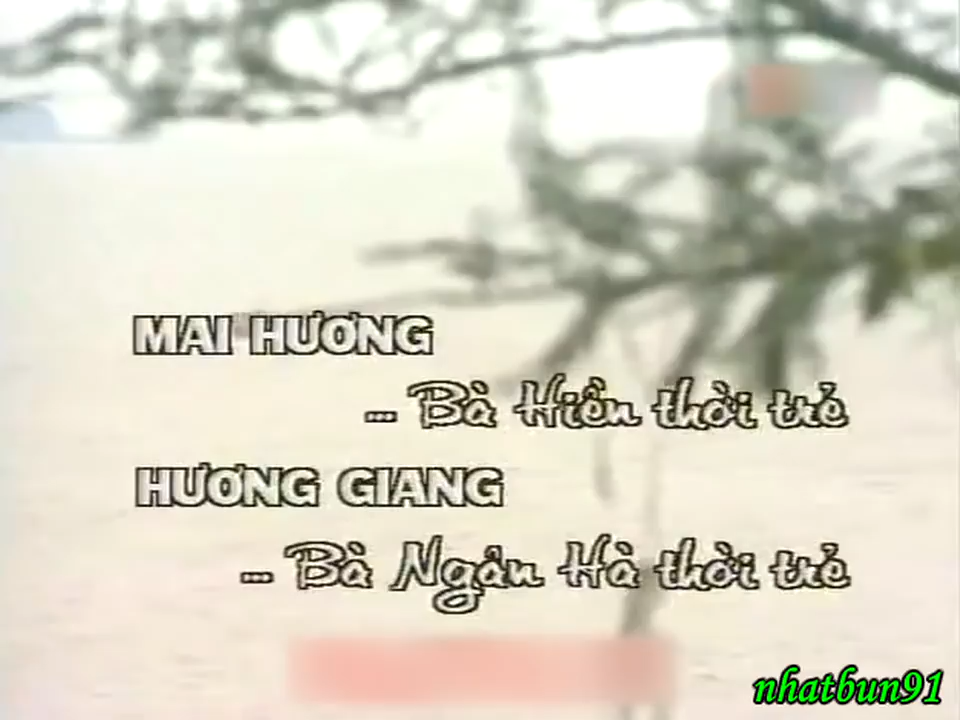 MAI HƯƠNG
... Bà Hiền thời trẻ
HƯƠNG GIANG
... Bà Ngân Hà thời trẻ
nhatbun91